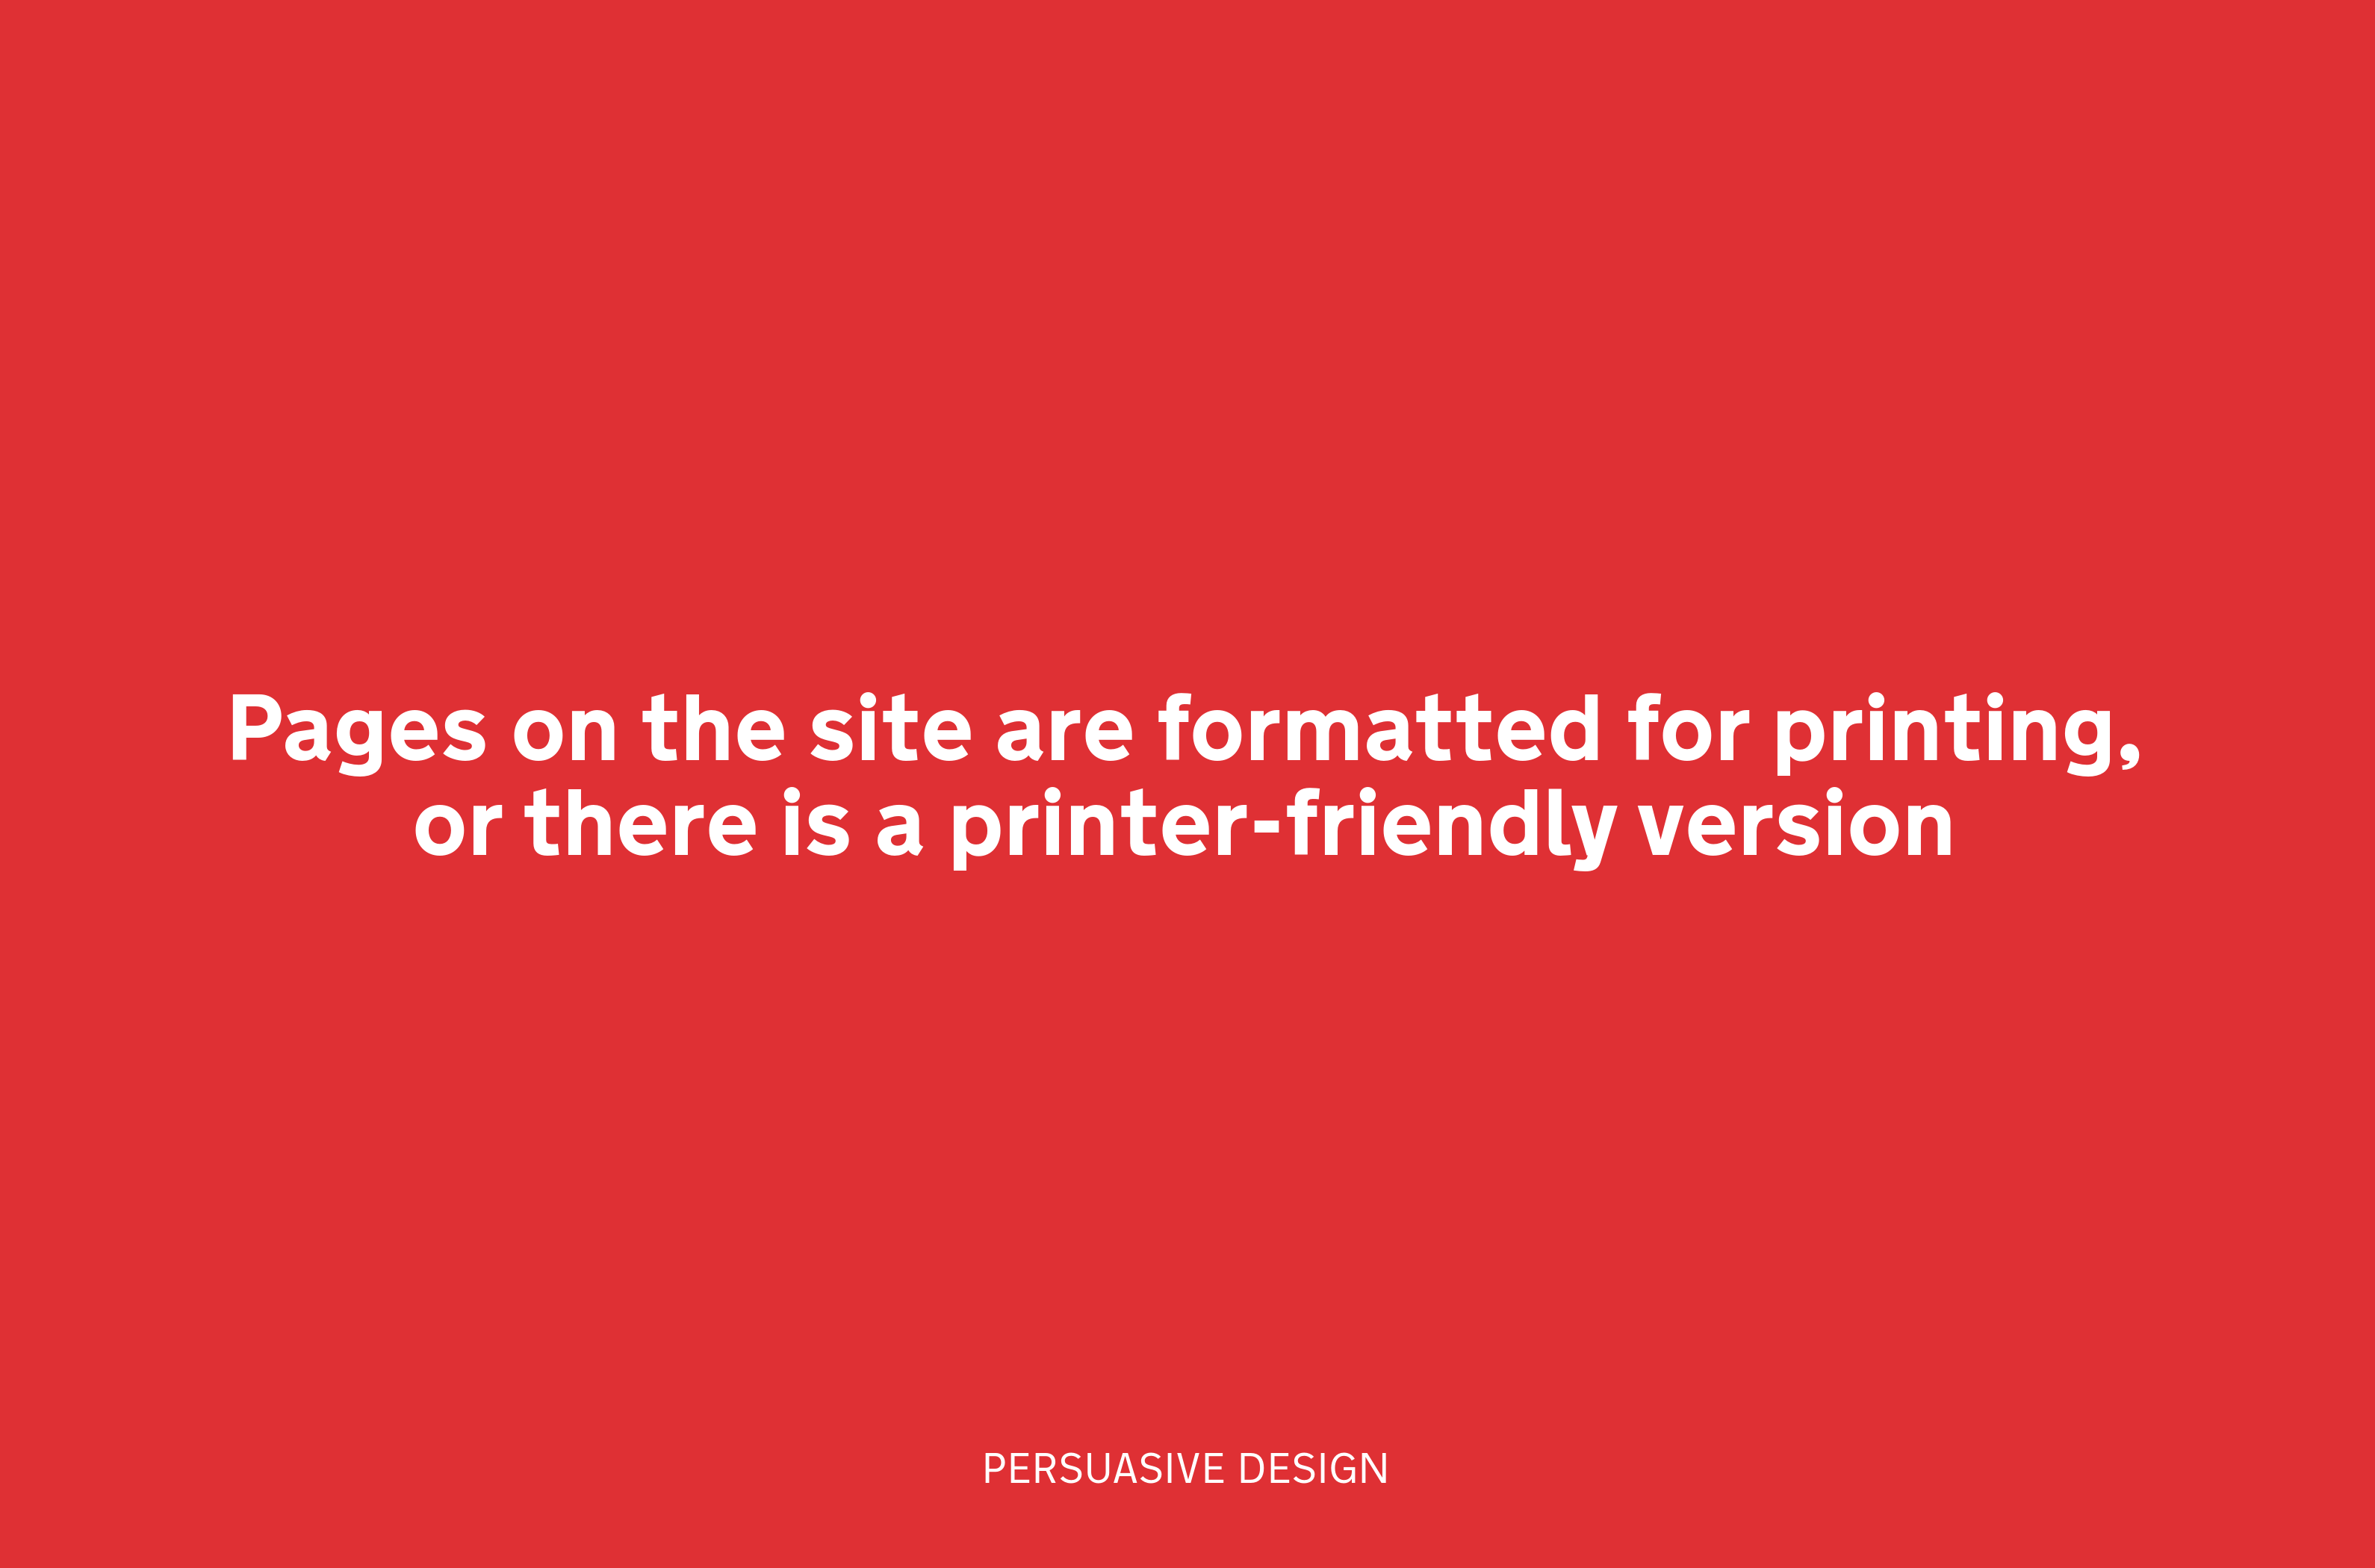 Pages on the site are formatted for printing,
or there is a printer-friendly version
PERSUASIVE DESIGN